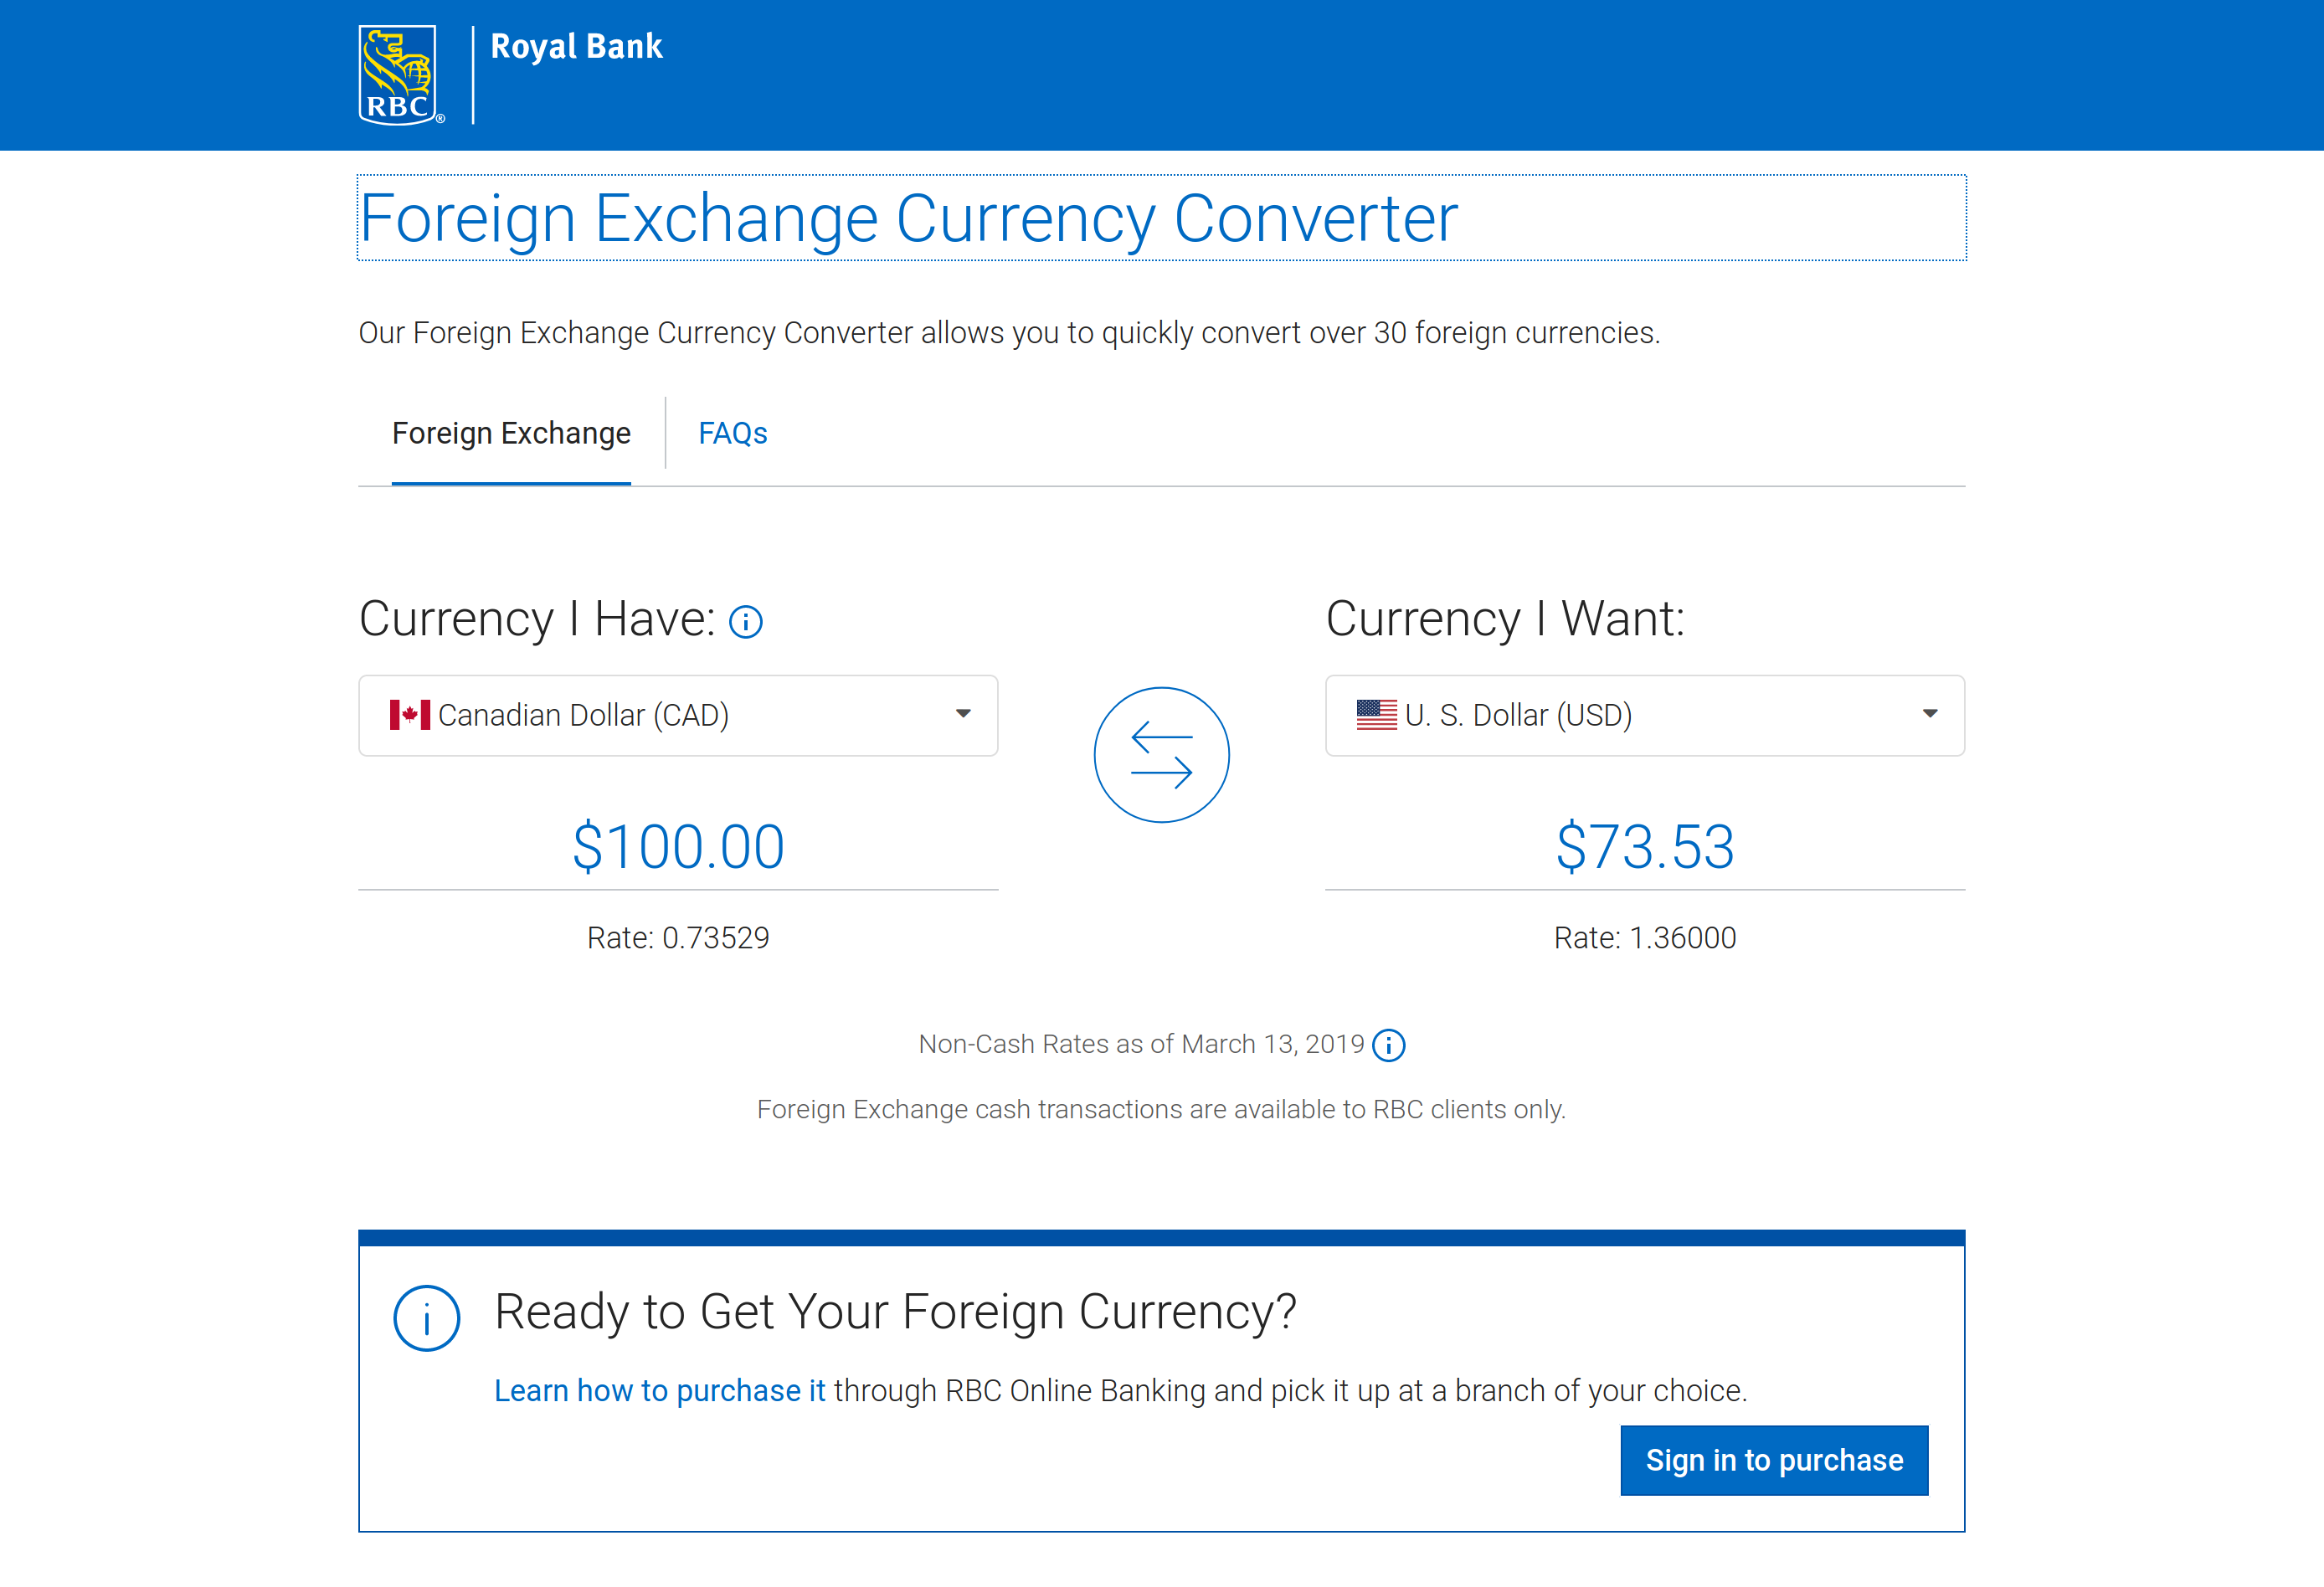 RBC®
Royal Bank
Foreign Exchange Currency Converter
Our Foreign Exchange Currency Converter allows you to quickly convert over 30 foreign currencies.
Foreign Exchange
FAQs
Currency I Have:
Canadian Dollar (CAD)
$100.00
Rate: 0.73529
Currency I Want:
U. S. Dollar (USD)
$73.53
Rate: 1.36000
Non-Cash Rates as of March 13, 2019
Foreign Exchange cash transactions are available to RBC clients only.
Ready to Get Your Foreign Currency?
Learn how to purchase it through RBC Online Banking and pick it up at a branch of your choice.
Sign in to purchase